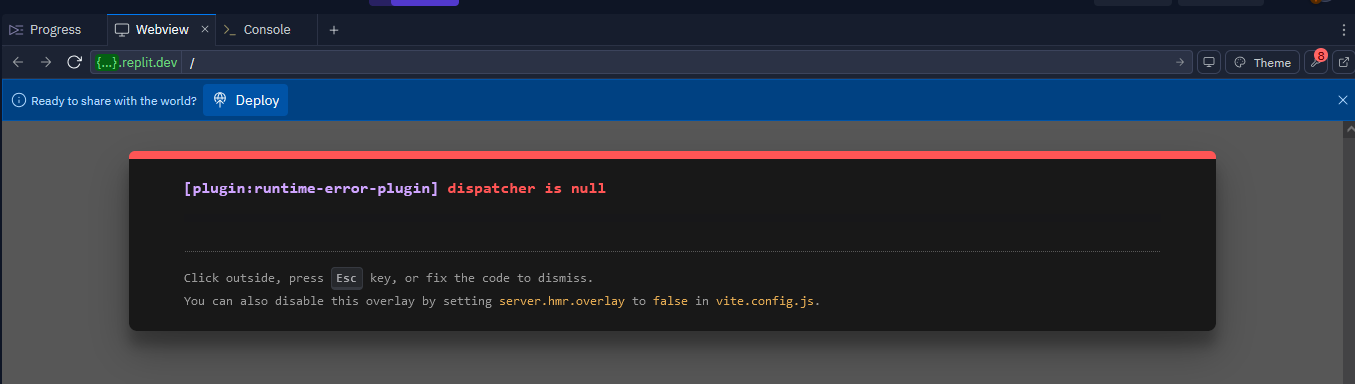 Progress
Webview
Console
{...}.replit.dev /
Theme
8
Ready to share with the world? Deploy
[plugin:runtime-error-plugin] dispatcher is null
Click outside, press Esc key, or fix the code to dismiss.
You can also disable this overlay by setting server.hmr.overlay to false in vite.config.js.